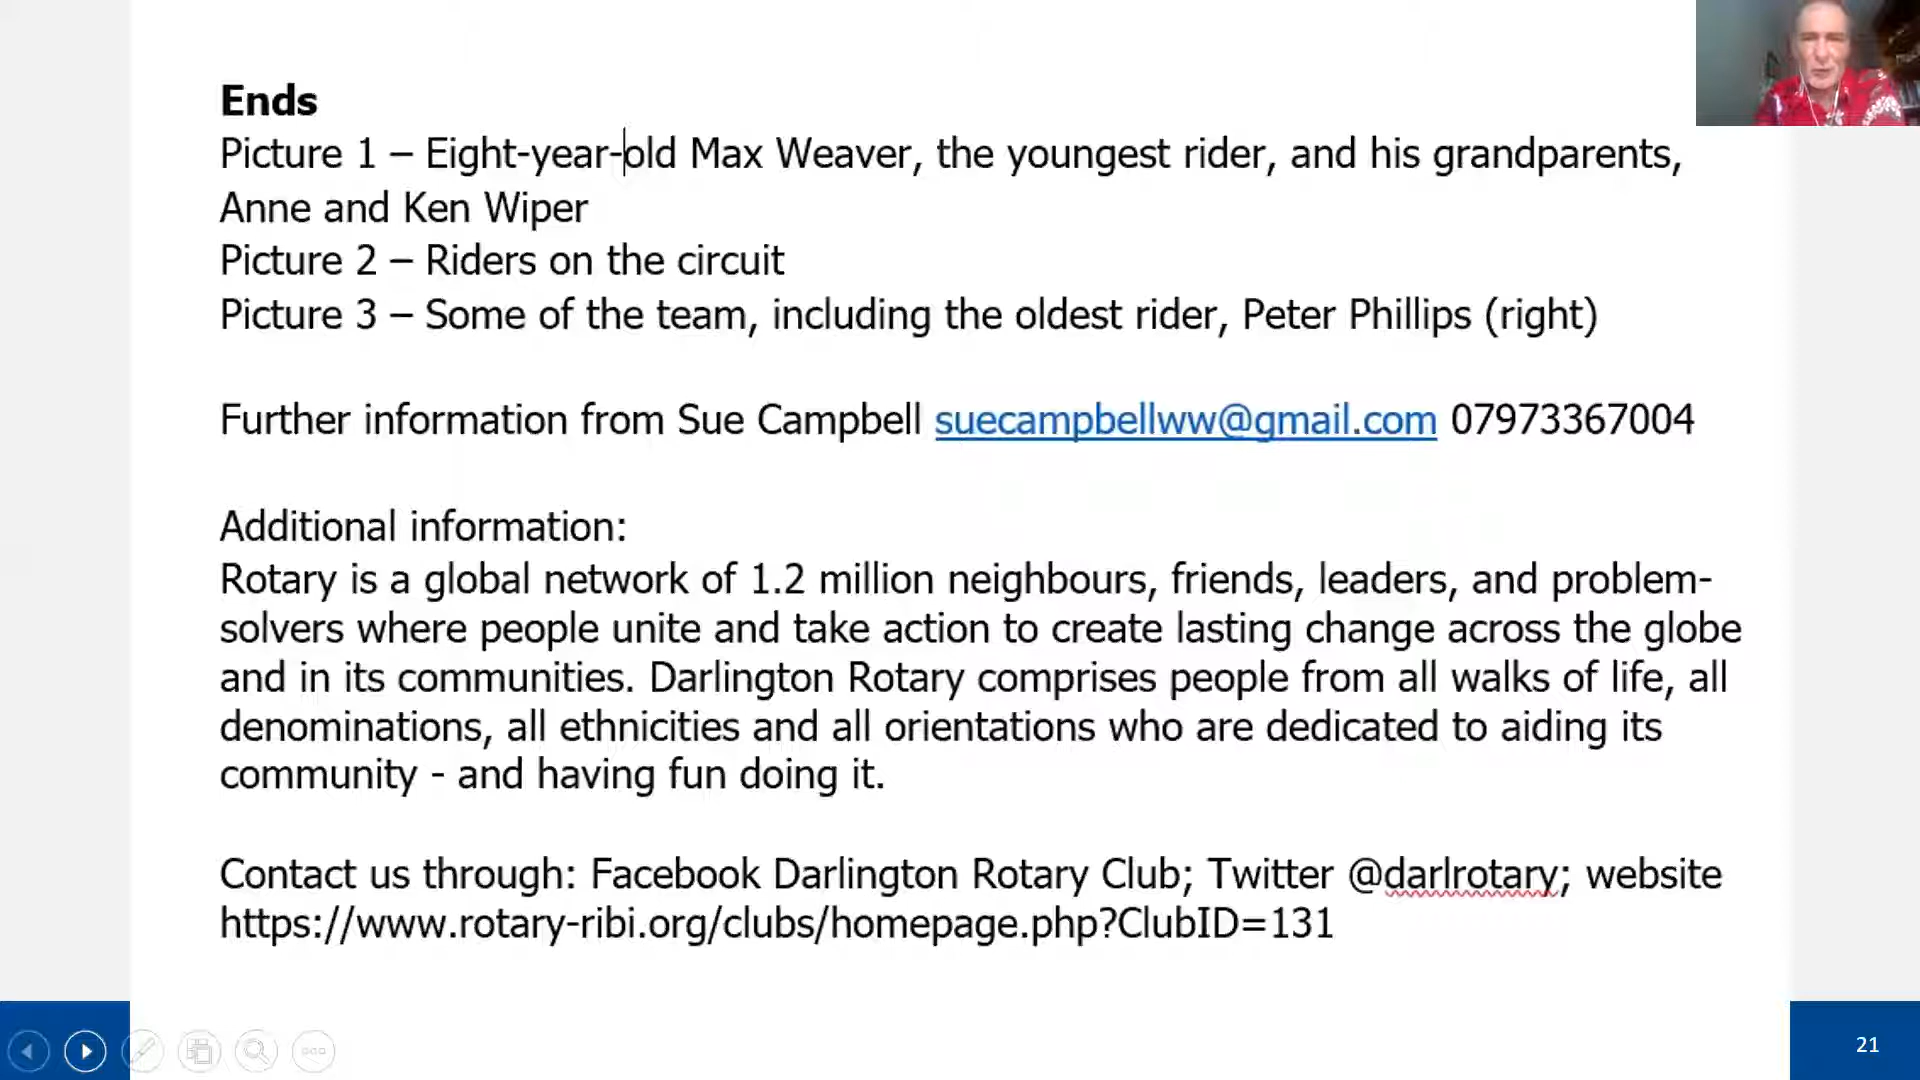 Ends
Picture 1 – Eight-year-old Max Weaver, the youngest rider, and his grandparents,
Anne and Ken Wiper
Picture 2 – Riders on the circuit
Picture 3 – Some of the team, including the oldest rider, Peter Phillips (right)
Further information from Sue Campbell suecampbellww@gmail.com 07973367004
Additional information:
Rotary is a global network of 1.2 million neighbours, friends, leaders, and problem-
solvers where people unite and take action to create lasting change across the globe
and in its communities. Darlington Rotary comprises people from all walks of life, all
denominations, all ethnicities and all orientations who are dedicated to aiding its
community - and having fun doing it.
Contact us through: Facebook Darlington Rotary Club; Twitter @darlrotary; website
https://www.rotary-ribi.org/clubs/homepage.php?ClubID=131
21